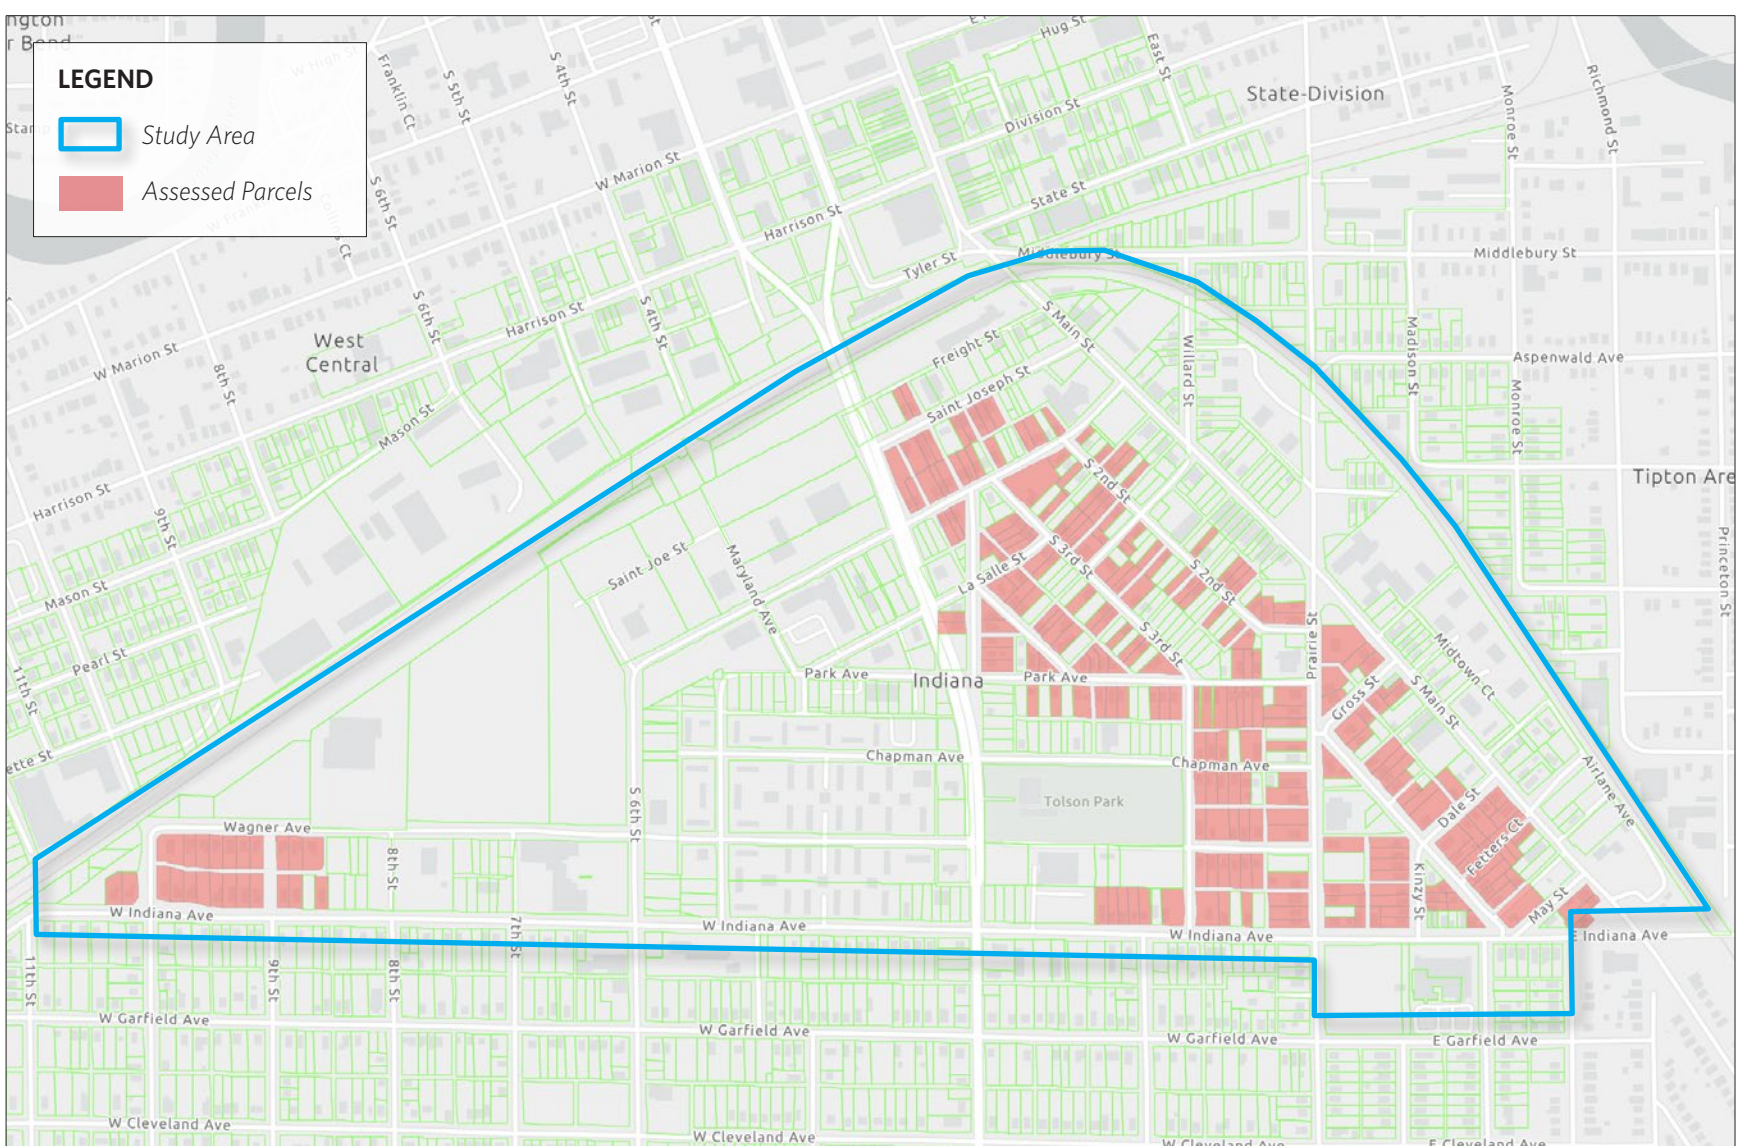 ngton
r Bend
LEGEND
Study Area
Assessed Parcels
Stamp
W High St
Franklin Ct
S 5th St
S 4th St
Hug St
East St
State-Division
Monroe St
Richmond St
Division St
W Marion St
State St
Harrison St
S 6th St
Tyler St
Middlebury St
Middlebury St
West
Central
W Marion St
8th St
S 6th St
Harrison St
S 4th St
Freight St
S Main St
Willard St
Madison St
Aspenwald Ave
Monroe St
Mason St
Saint Joseph St
Harrison St
9th St
S 2nd St
Tipton Are
Princeton St
Mason St
Saint Joe St
Maryland Ave
La Salle St
S 3rd St
S 2nd St
Pearl St
11th St
S 3rd St
Prairie St
Midtown Ct
Park Ave
Indiana
Park Ave
Gross St
S Main St
ette St
Chapman Ave
Chapman Ave
Airlane Ave
Tolson Park
S 6th St
Dale St
Wagner Ave
Fetters Ct
8th St
Kinzy St
May St
W Indiana Ave
W Indiana Ave
W Indiana Ave
E Indiana Ave
7th St
11th St
9th St
8th St
W Garfield Ave
W Garfield Ave
W Garfield Ave
E Garfield Ave
W Cleveland Ave
W Cleveland Ave
W Cleveland Ave
E Cleveland Ave